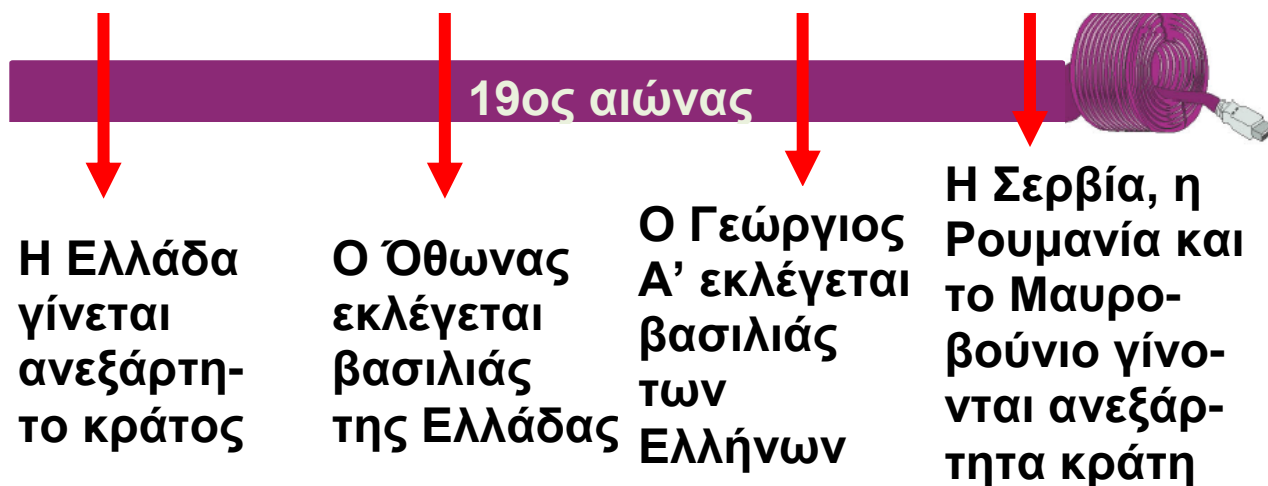 19ος αιώνας
Η Ελλάδα
γίνεται
ανεξάρτη-
το κράτος
Ο Όθωνας
εκλέγεται
βασιλιάς
της Ελλάδας
Ο Γεώργιος
Α’ εκλέγεται
βασιλιάς
των
Ελλήνων
Η Σερβία, η
Ρουμανία και
το Μαυρο-
βούνιο γίνο-
νται ανεξάρ-
τητα κράτη